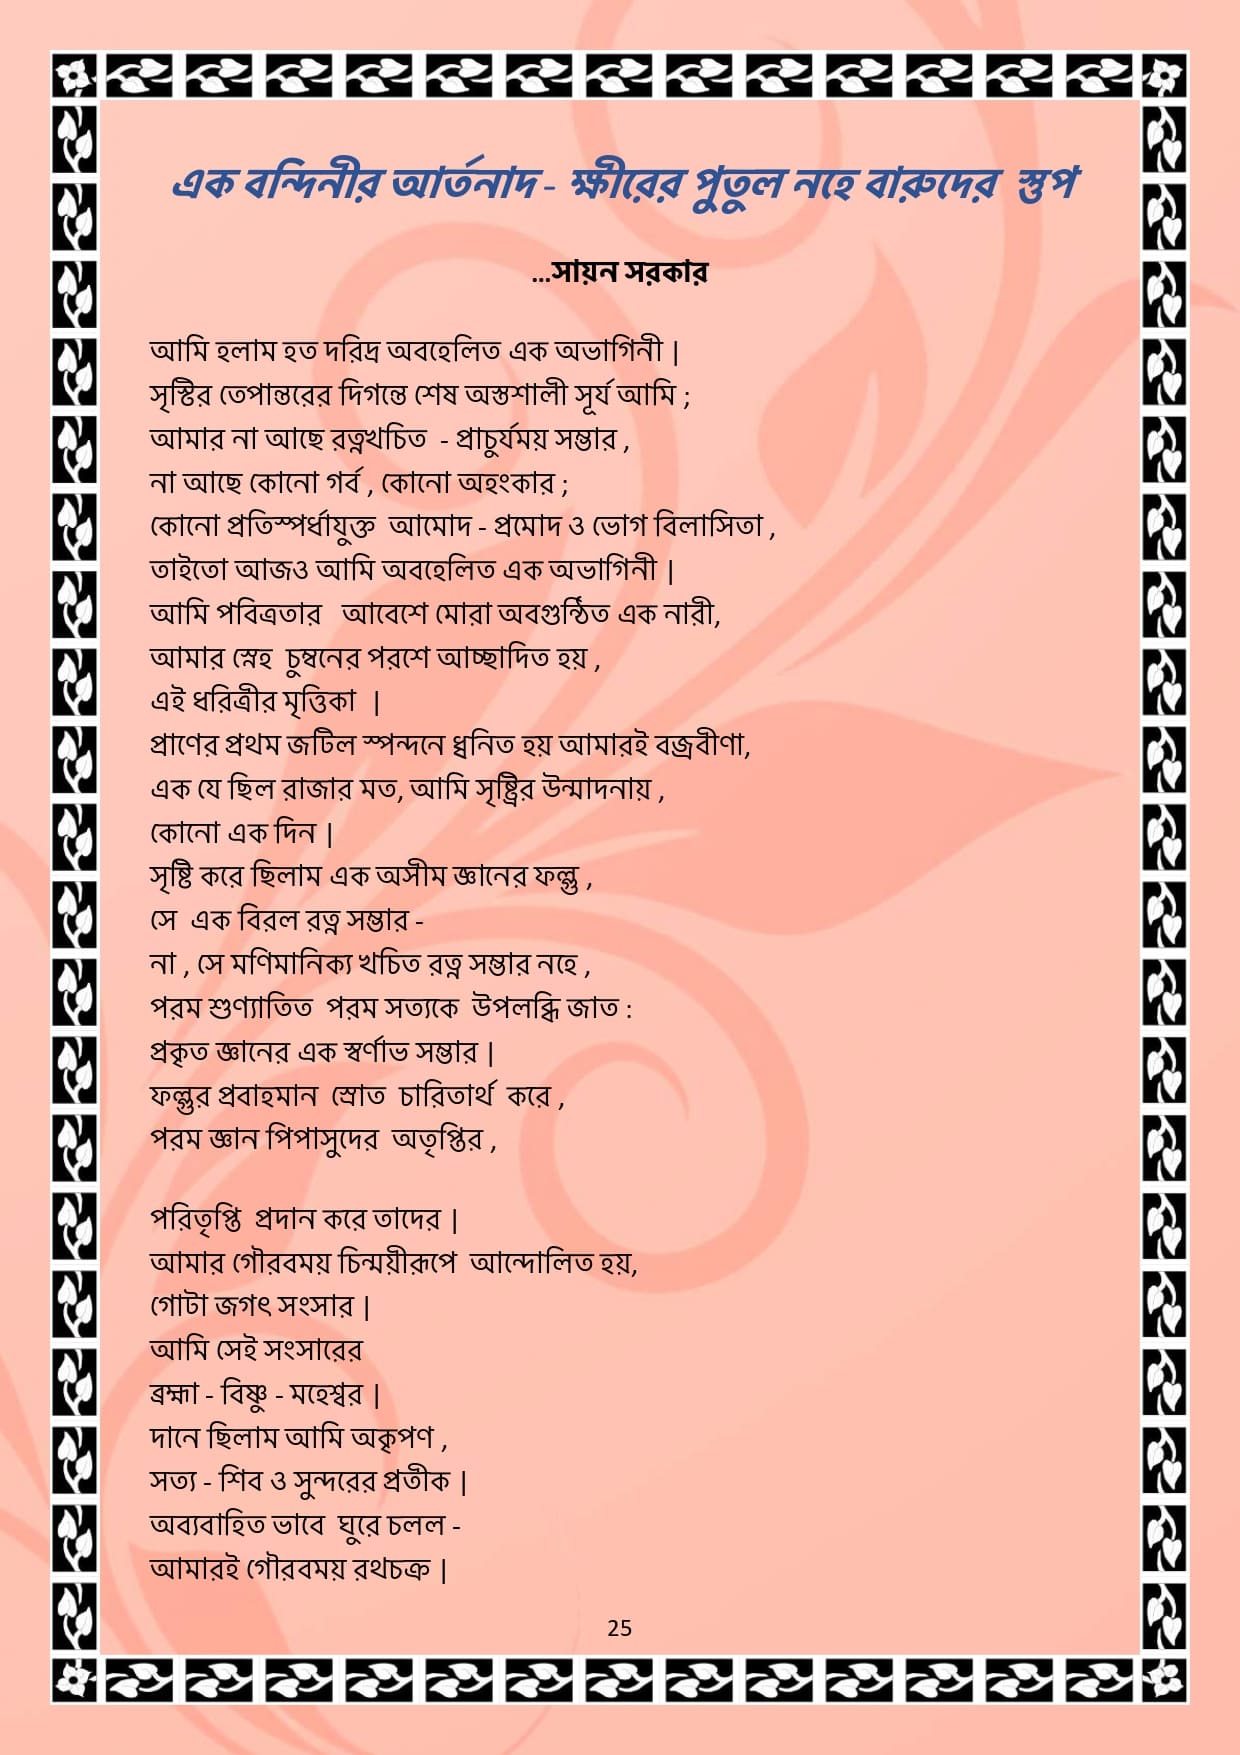 এক বন্দিনীর আর্তনাদ - ক্ষীরের পুতুল নহে বারুদের স্তুপ
...সায়ন সরকার
আমি হলাম হত দরিদ্র অবহেলিত এক অভাগিনী |
সৃস্টির তেপান্তরের দিগন্তে শেষ অস্তশালী সূর্য আমি ;
আমার না আছে রত্নখচিত - প্রাচুর্যময় সম্ভার ,
না আছে কোনো গর্ব , কোনো অহংকার ;
কোনো প্রতিস্পর্ধাযুক্ত আমোদ - প্রমোদ ও ভোগ বিলাসিতা ,
তাইতো আজও আমি অবহেলিত এক অভাগিনী |
আমি পবিত্রতার আবেশে মোরা অবগুন্ঠিত এক নারী,
আমার স্নেহ চুম্বনের পরশে আচ্ছাদিত হয় ,
এই ধরিত্রীর মৃত্তিকা |
প্রাণের প্রথম জটিল স্পন্দনে ধ্বনিত হয় আমারই বজ্রবীণা,
এক যে ছিল রাজার মত, আমি সৃষ্ট্রির উন্মাদনায় ,
কোনো এক দিন |
সৃষ্টি করে ছিলাম এক অসীম জ্ঞানের ফল্গু ,
সে এক বিরল রত্ন সম্ভার -
না , সে মণিমানিক্য খচিত রত্ন সম্ভার নহে ,
পরম শুণ্যাতিত পরম সত্যকে উপলব্ধি জাত :
প্রকৃত জ্ঞানের এক স্বর্ণাভ সম্ভার |
ফল্গুর প্রবাহমান স্রোত চারিতার্থ করে ,
পরম জ্ঞান পিপাসুদের অতৃপ্তির ,
পরিতৃপ্তি প্রদান করে তাদের |
আমার গৌরবময় চিন্ময়ীরূপে আন্দোলিত হয়,
গোটা জগৎ সংসার |
আমি সেই সংসারের
ব্রহ্মা - বিষ্ণু - মহেশ্বর |
দানে ছিলাম আমি অকৃপণ ,
সত্য - শিব ও সুন্দরের প্রতীক |
অব্যবাহিত ভাবে ঘুরে চলল -
আমারই গৌরবময় রথচক্র |
25